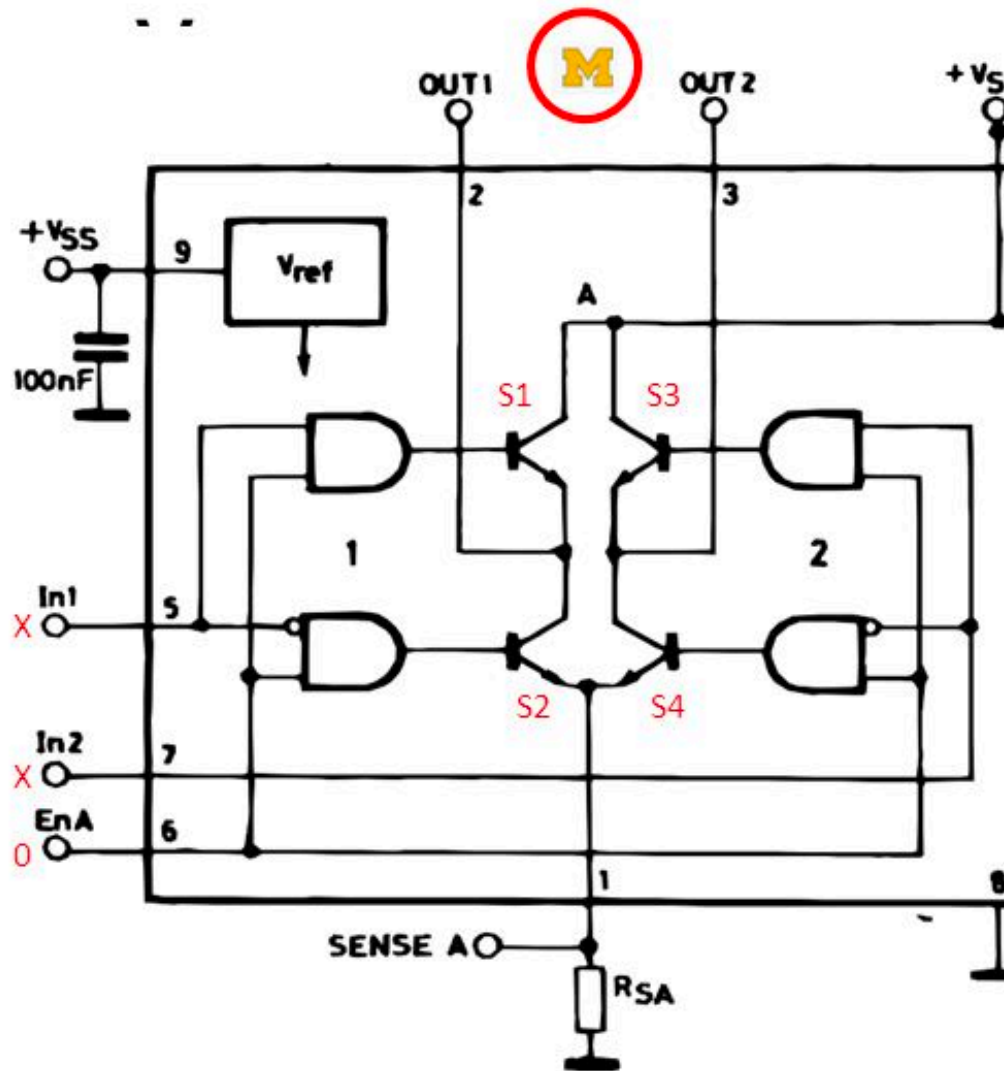 M
OUT1
OUT2
+VS
2
3
+VSS
9
Vref
A
100nF
S1
S3
1
2
In1
5
X
S2
S4
In2
7
X
EnA
6
0
1
8
SENSE A
RSA